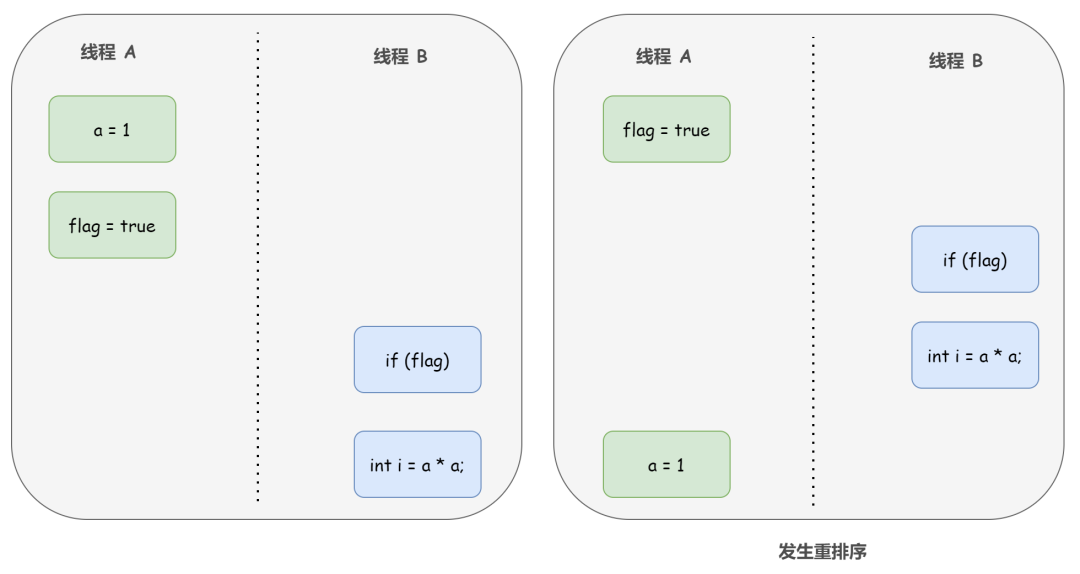 线程 A
线程 B
a = 1
flag = true
if (flag)
int i = a * a;
线程 A
线程 B
flag = true
if (flag)
int i = a * a;
a = 1
发生重排序